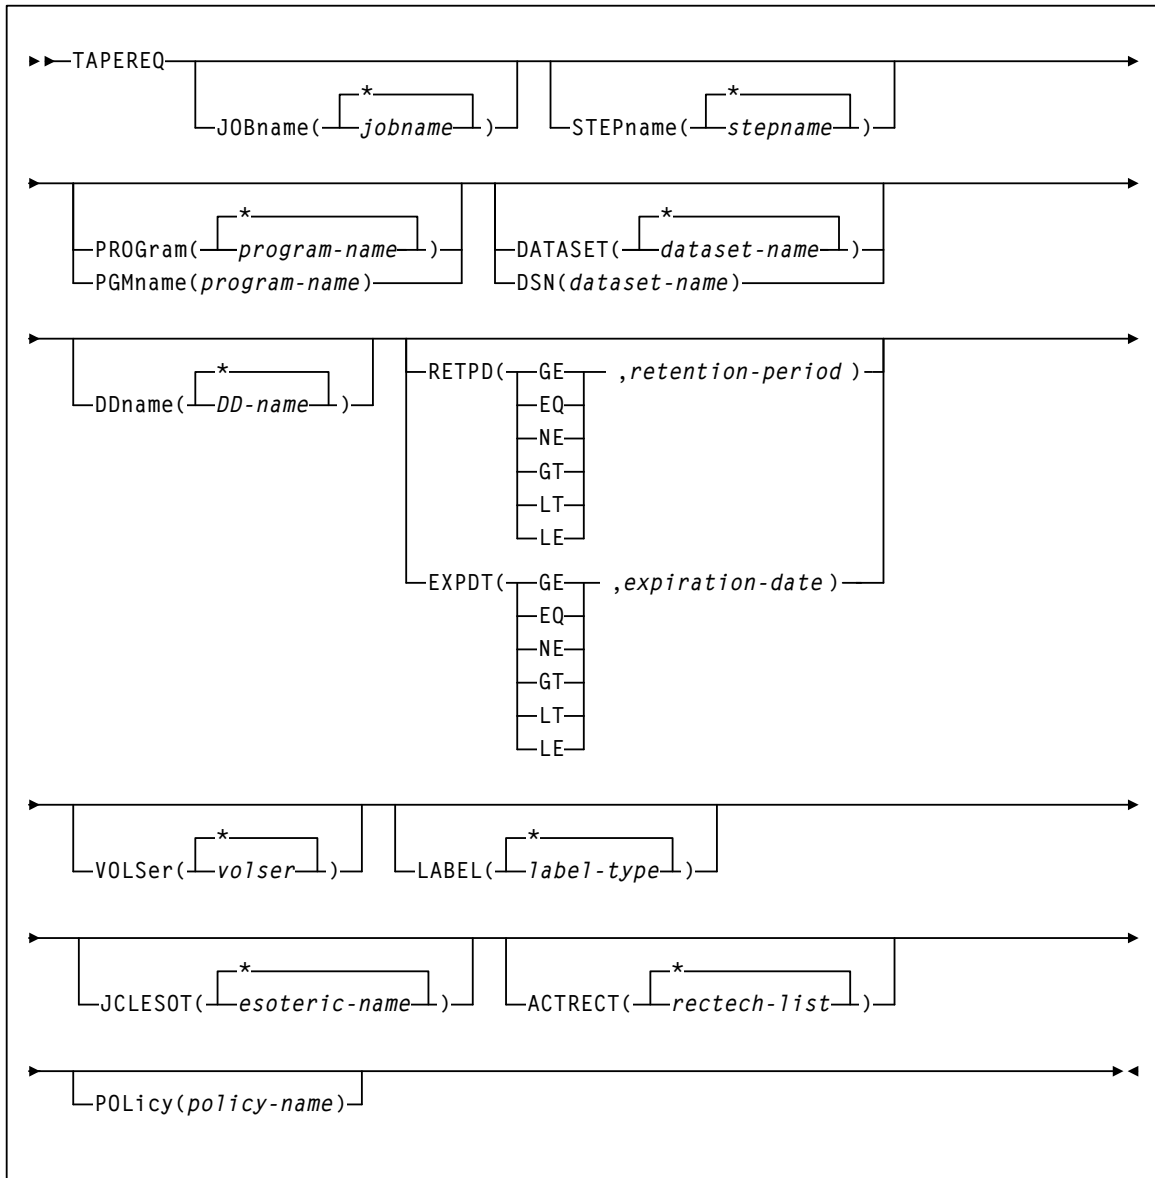 TAPEREQ
*
*
JOBname( jobname )
STEPname( stepname )
*
*
PROGram( program-name )
DATASET( dataset-name )
PGMname(program-name)
DSN(dataset-name)
*
DDname( DD-name )
RETPD( GE ,retention-period )
EQ
NE
GT
LT
LE
EXPDT( GE ,expiration-date)
EQ
NE
GT
LT
LE
*
*
VOLSer( volser )
LABEL( label-type )
*
*
JCLESOT( esoteric-name )
ACTRECT( rectech-list )
POLicy(policy-name)